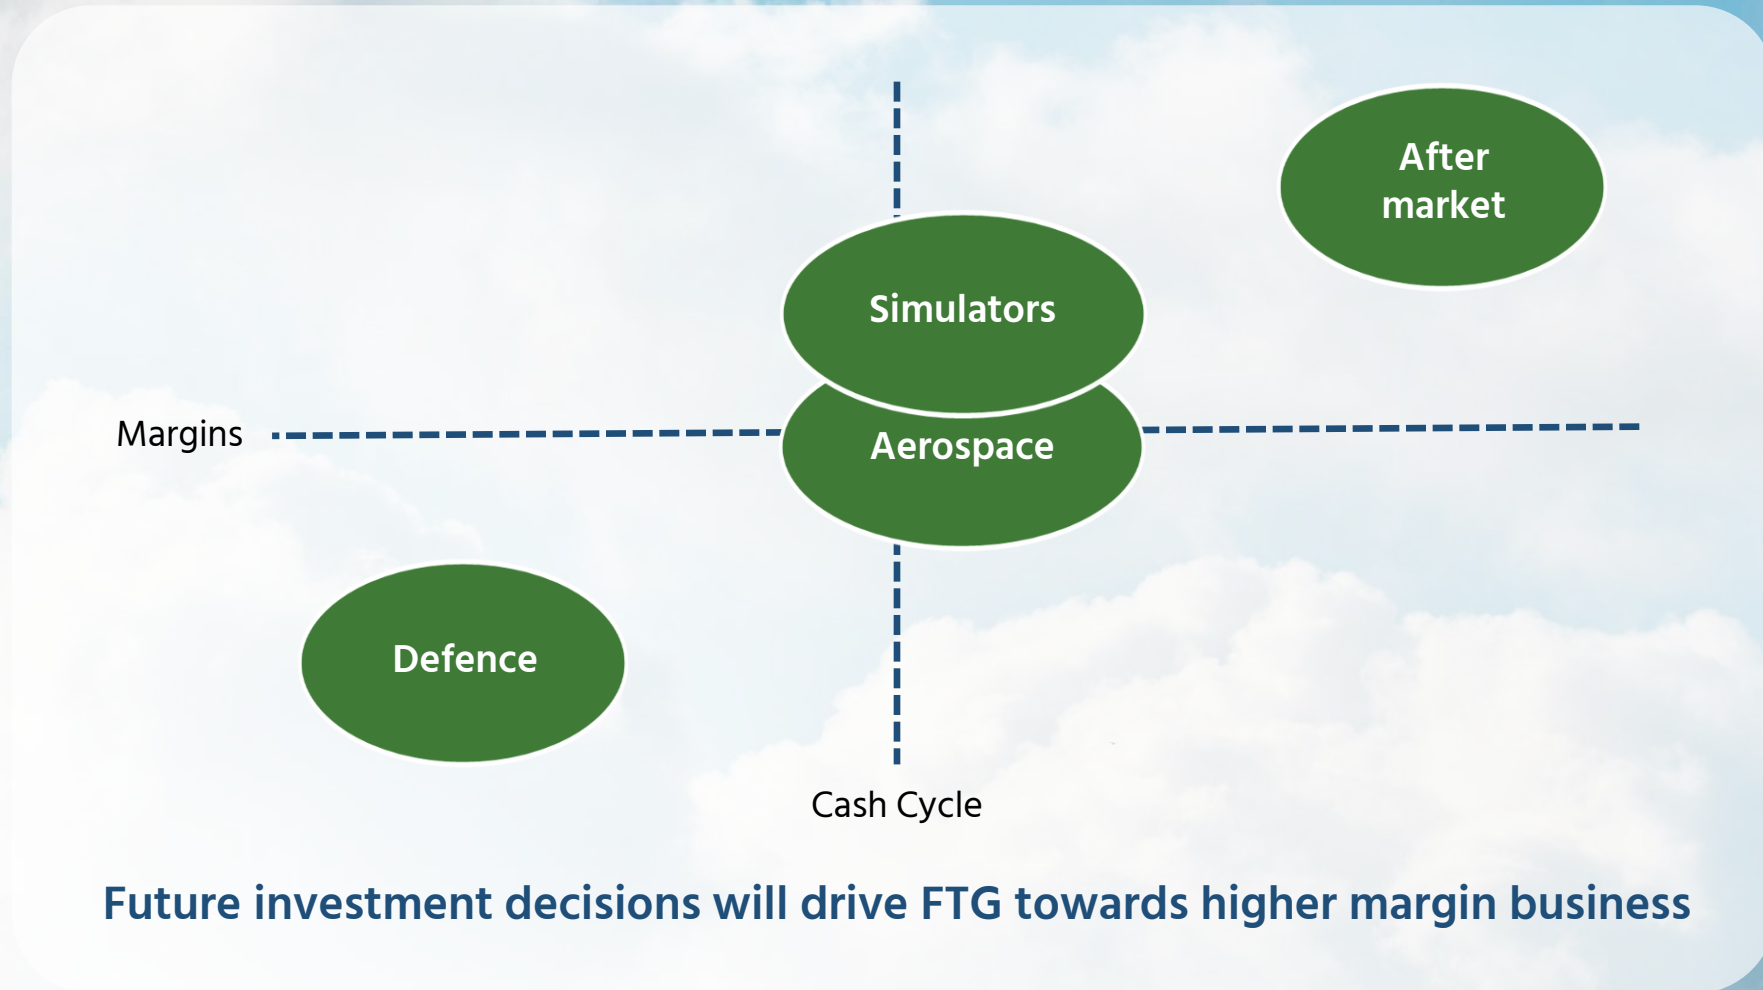 After
market
Simulators
Margins
Aerospace
Defence
Cash Cycle
Future investment decisions will drive FTG towards higher margin business